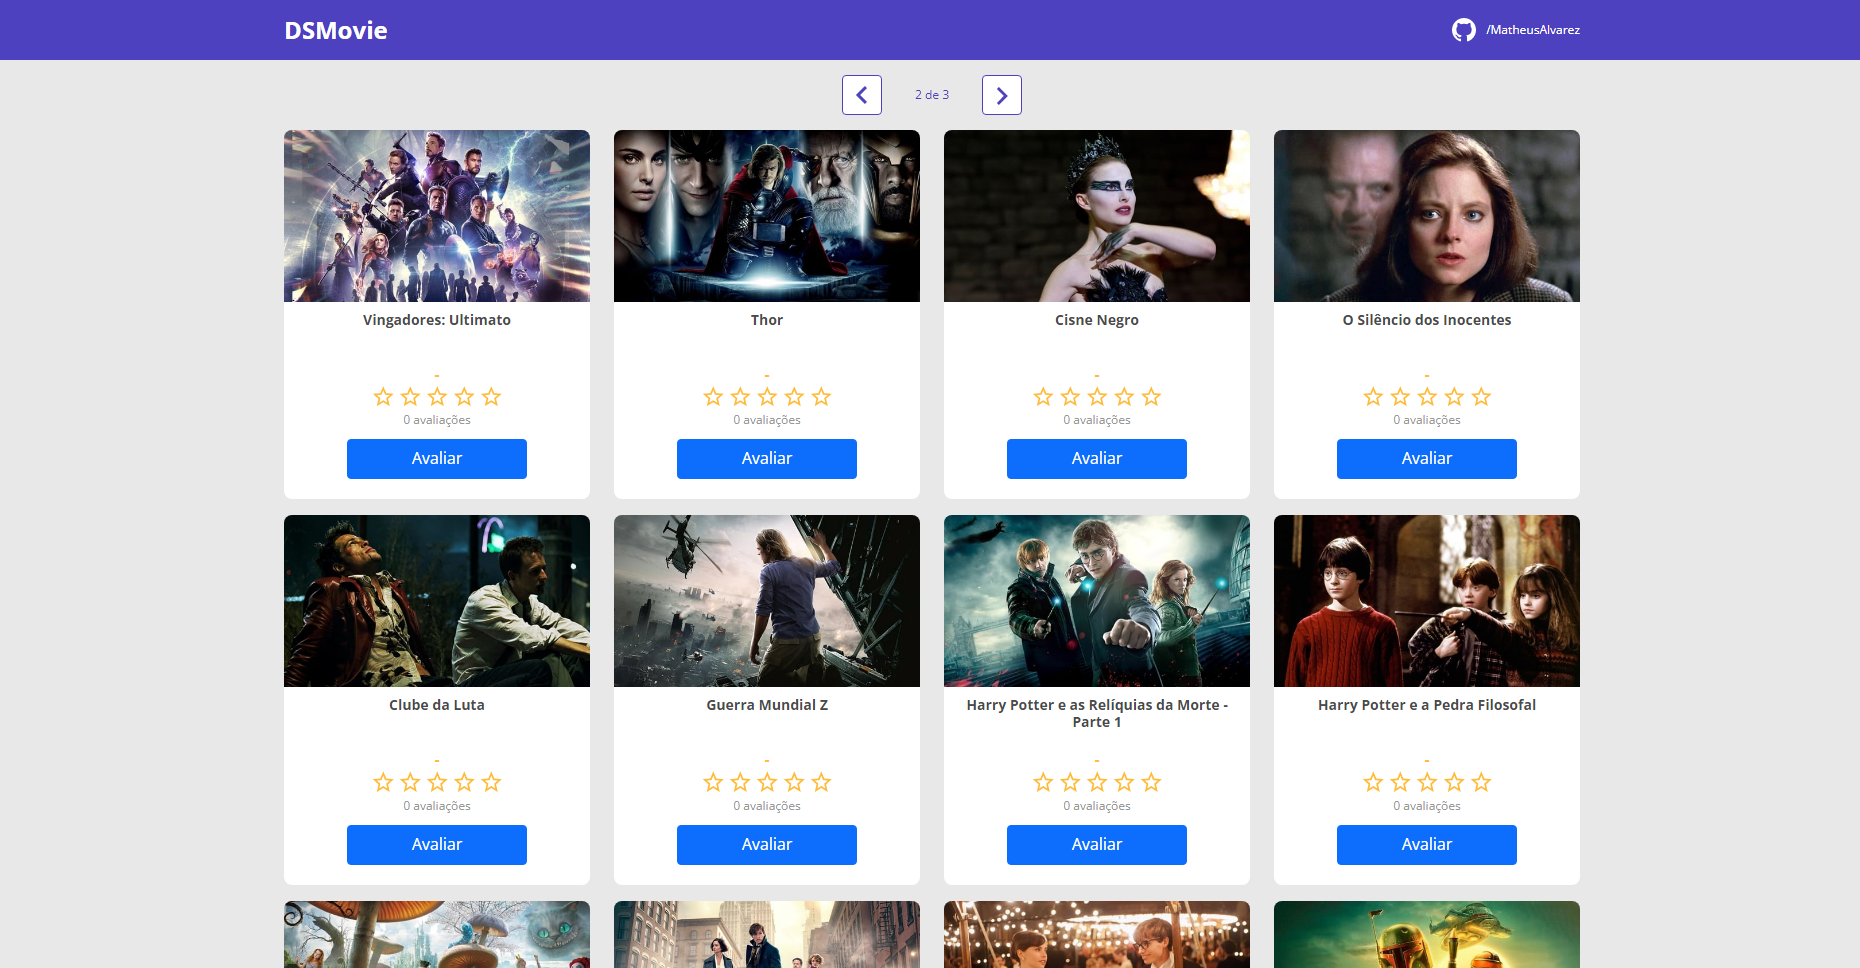 DSMovie
/MatheusAlvarez
2 de 3
Vingadores: Ultimato
-
0 avaliações
Avaliar
Thor
-
0 avaliações
Avaliar
Cisne Negro
-
0 avaliações
Avaliar
O Silêncio dos Inocentes
-
0 avaliações
Avaliar
Clube da Luta
-
0 avaliações
Avaliar
Guerra Mundial Z
-
0 avaliações
Avaliar
Harry Potter e as Relíquias da Morte -
Parte 1
-
0 avaliações
Avaliar
Harry Potter e a Pedra Filosofal
-
0 avaliações
Avaliar